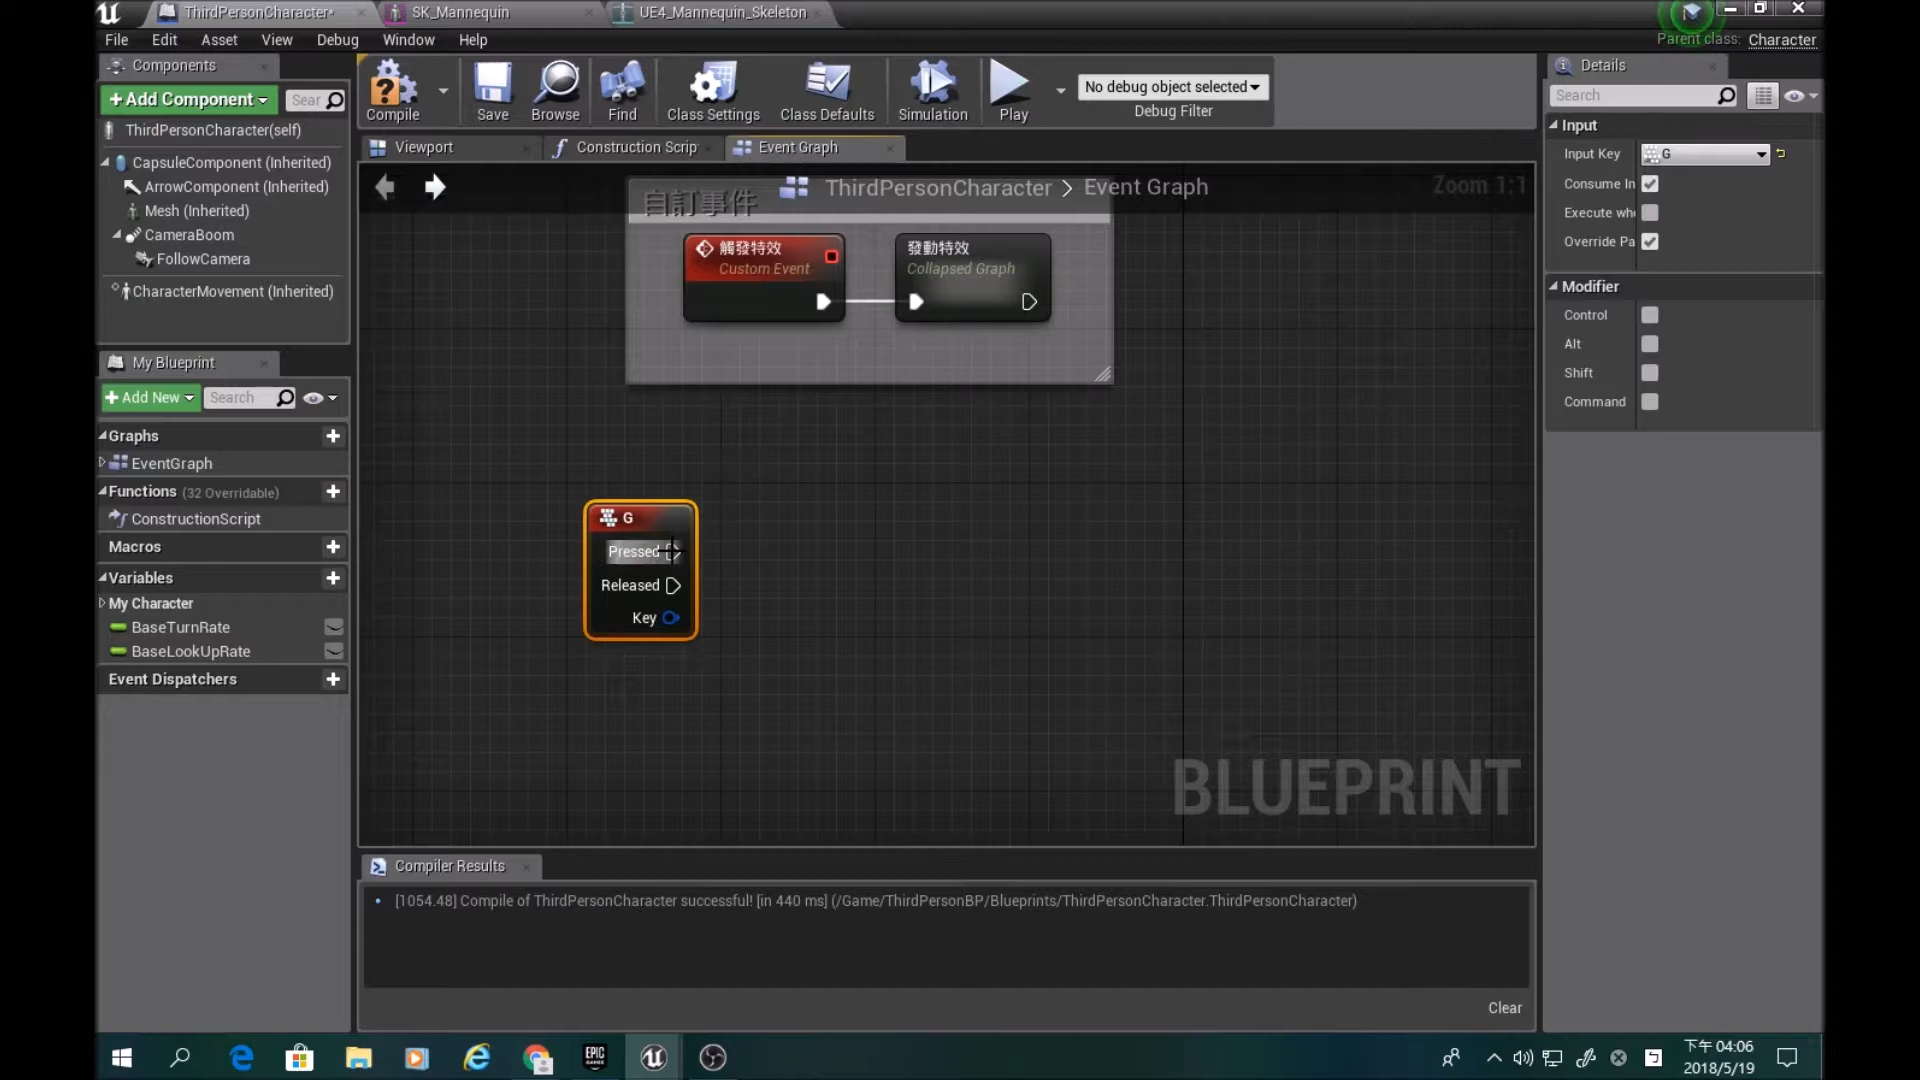 ThirdPersonCharacter*
SK_Mannequin
UE4_Mannequin_Skeleton
File Edit Asset View Debug Window Help
Parent class: Character
Components
+Add Component
Sear
ThirdPersonCharacter(self)
CapsuleComponent (Inherited)
ArrowComponent (Inherited)
Mesh (Inherited)
CameraBoom
FollowCamera
CharacterMovement (Inherited)
My Blueprint
+Add New
Search
Graphs
EventGraph
Functions (32 Overridable)
ConstructionScript
Macros
Variables
My Character
BaseTurnRate
BaseLookUpRate
Event Dispatchers
Compile
Save
Browse
Find
Class Settings
Class Defaults
Simulation
Play
No debug object selected
Debug Filter
Viewport
Construction Scrip
Event Graph
ThirdPersonCharacter > Event Graph
Zoom 1:1
自訂事件
觸發特效
Custom Event
發動特效
Collapsed Graph
G
Pressed
Released
Key
BLUEPRINT
Compiler Results
[1054.48] Compile of ThirdPersonCharacter successful! [in 440 ms] (/Game/ThirdPersonBP/Blueprints/ThirdPersonCharacter.ThirdPersonCharacter)
Clear
Details
Search
Input
Input Key G
Consume In
Execute whe
Override Pa
Modifier
Control
Alt
Shift
Command
EPIC GAMES
下午 04:06
2018/5/19